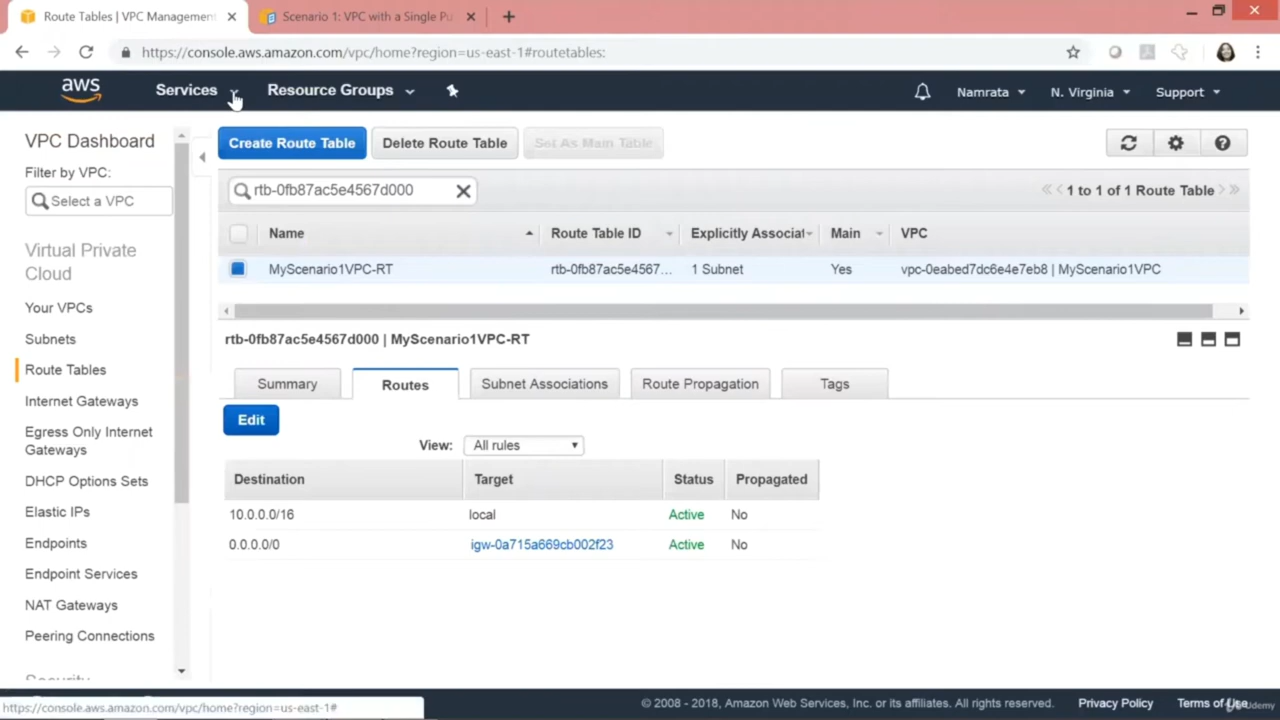 Route Tables | VPC Management
Scenario 1: VPC with a Single Pu
https://console.aws.amazon.com/vpc/home?region=us-east-1#routetables:
aws
Services
Resource Groups
Namrata
N. Virginia
Support
VPC Dashboard
Filter by VPC:
Select a VPC
Virtual Private
Cloud
Your VPCs
Subnets
Route Tables
Internet Gateways
Egress Only Internet
Gateways
DHCP Options Sets
Elastic IPs
Endpoints
Endpoint Services
NAT Gateways
Peering Connections
Create Route Table
Delete Route Table
Set As Main Table
rtb-0fb87ac5e4567d000
1 to 1 of 1 Route Table
Name Route Table ID Explicitly Associat Main VPC
MyScenario1VPC-RT rtb-0fb87ac5e4567... 1 Subnet Yes vpc-0eabed7dc6e4e7eb8 | MyScenario1VPC
rtb-0fb87ac5e4567d000 | MyScenario1VPC-RT
Summary Routes Subnet Associations Route Propagation Tags
Edit
View: All rules
Destination Target Status Propagated
10.0.0.0/16 local Active No
0.0.0.0/0 igw-0a715a669cb002f23 Active No
https://console.aws.amazon.com/vpc/home?region=us-east-1#
© 2008 - 2018, Amazon Web Services, Inc. or its affiliates. All rights reserved.
Privacy Policy
Terms of Use
Udemy